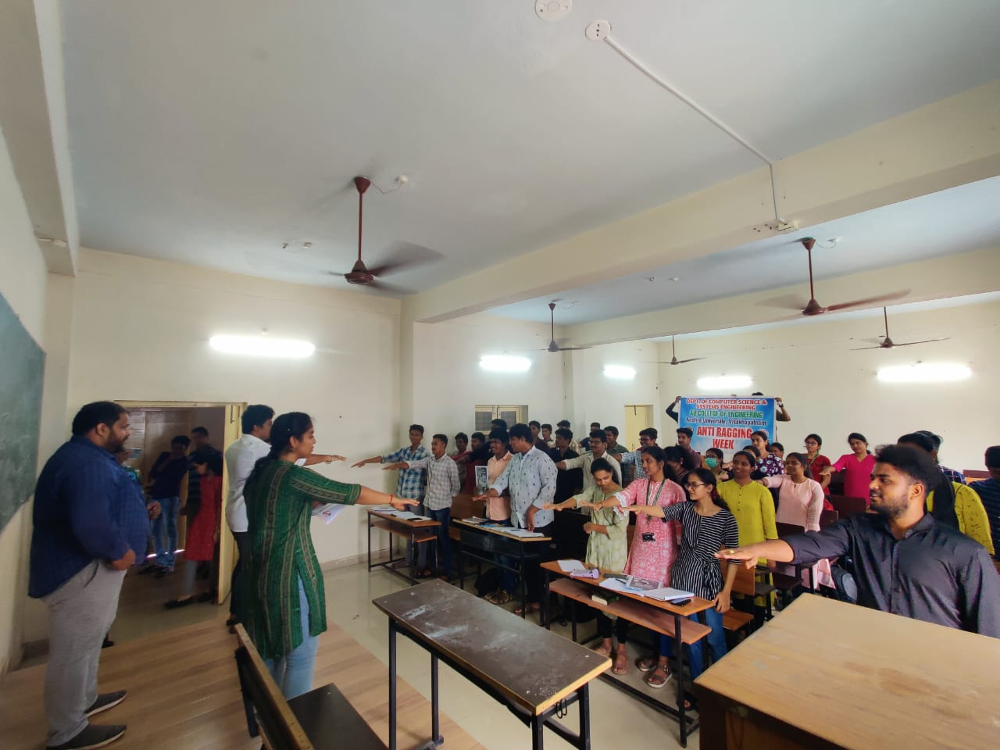 DEPT. OF COMPUTER SCIENCE &
SYSTEMS ENGINEERING
AU COLLEGE OF ENGINEERING
Andhra University, Visakhapatnam
ANTI RAGGING
WEEK